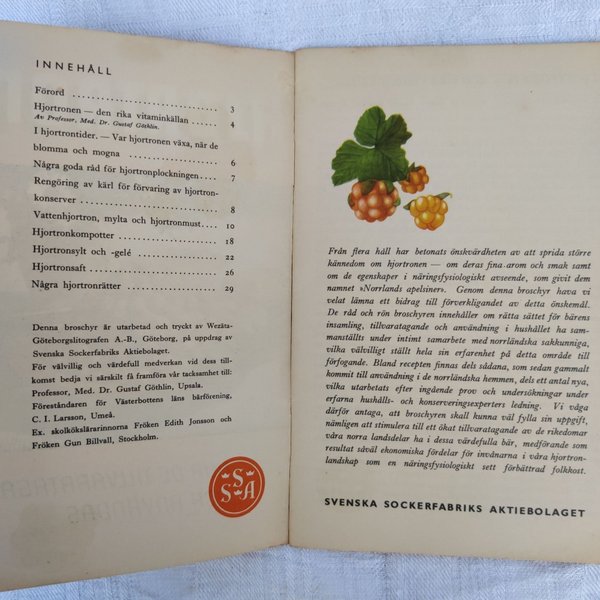 INNEHÅLL
Förord 3
Hjortronen — den rika vitaminkällan 4
Av Professor, Med. Dr. Gustaf Göthlin.
I hjortrontider. — Var hjortronen växa, när de
blomma och mogna 6
Några goda råd för hjortronplockningen 7
Rengöring av kärl för förvaring av hjortron-
konserver 8
Vattenhjortron, mylta och hjortronmust 10
Hjortronkompotter 18
Hjortronsylt och -gelé 22
Hjortronsaft 26
Några hjortronrätter 29
Denna broschyr är utarbetad och tryckt av Wezäta-
Göteborgslitografen A.-B., Göteborg, på uppdrag av
Svenska Sockerfabriks Aktiebolaget.
För välvillig och värdefull medverkan vid dess till-
komst bedja vi särskilt få framföra vår tacksamhet till:
Professor, Med. Dr. Gustaf Göthlin, Upsala.
Föreståndaren för Västerbottens läns bärförening,
C. I. Larsson, Umeå.
Ex. skolkökslärarinnorna Fröken Edith Jonsson och
Fröken Gun Billvall, Stockholm.
S
S A
Från flera håll har betonats önskvärdheten av att sprida större
kännedom om hjortronen — om deras fina arom och smak samt
om de egenskaper i näringsfysiologiskt avseende, som givit dem
namnet »Norrlands apelsiner». Genom denna broschyr hava vi
velat lämna ett bidrag till förverkligandet av detta önskemål.
De råd och rön broschyren innehåller om rätta sättet för bärens
insamling, tillvaratagande och användning i hushållet ha sam-
manställts under intimt samarbete med norrländska sakkunniga,
vilka välvilligt ställt hela sin erfarenhet på detta område till
förfogande. Bland recepten finns dels sådana, som sedan gammalt
kommit till användning i de norrländska hemmen, dels ett antal nya,
vilka utarbetats efter ingående prov och undersökningar under
erfarna hushålls- och konserveringsexperters ledning. Vi våga
därför antaga, att broschyren skall kunna väl fylla sin uppgift,
nämligen att stimulera till ett ökat tillvaratagande av de rikedomar
våra norra landsdelar ha i dessa värdefulla bär, medförande som
resultat såväl ekonomiska fördelar för invånarna i våra hjortron-
landskap som en näringsfysiologiskt sett förbättrad folkkost.
SVENSKA SOCKERFABRIKS AKTIEBOLAGET